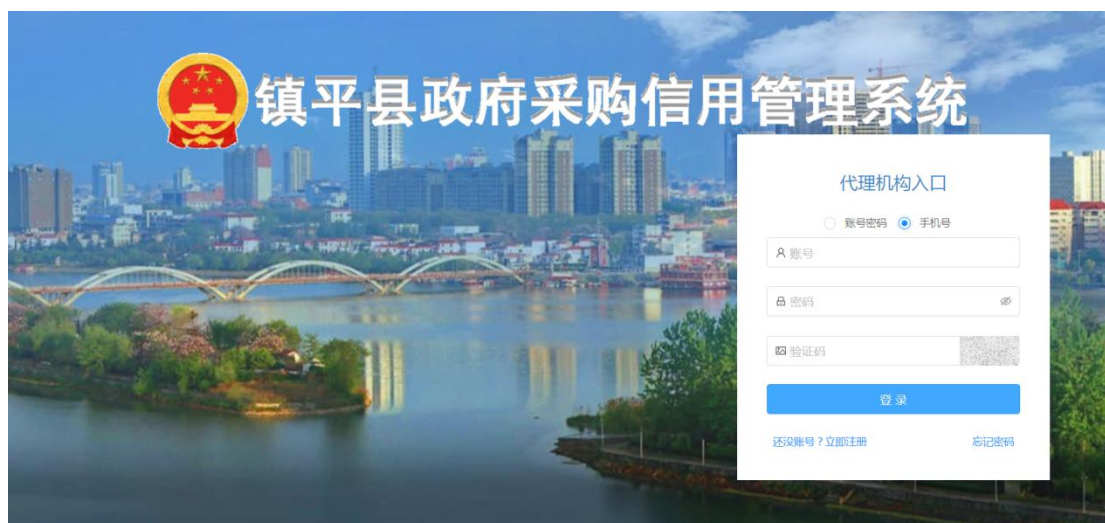 镇平县政府采购信用管理系统
代理机构入口
账号密码 手机号
账号
密码
验证码
登 录
还没账号？立即注册 忘记密码